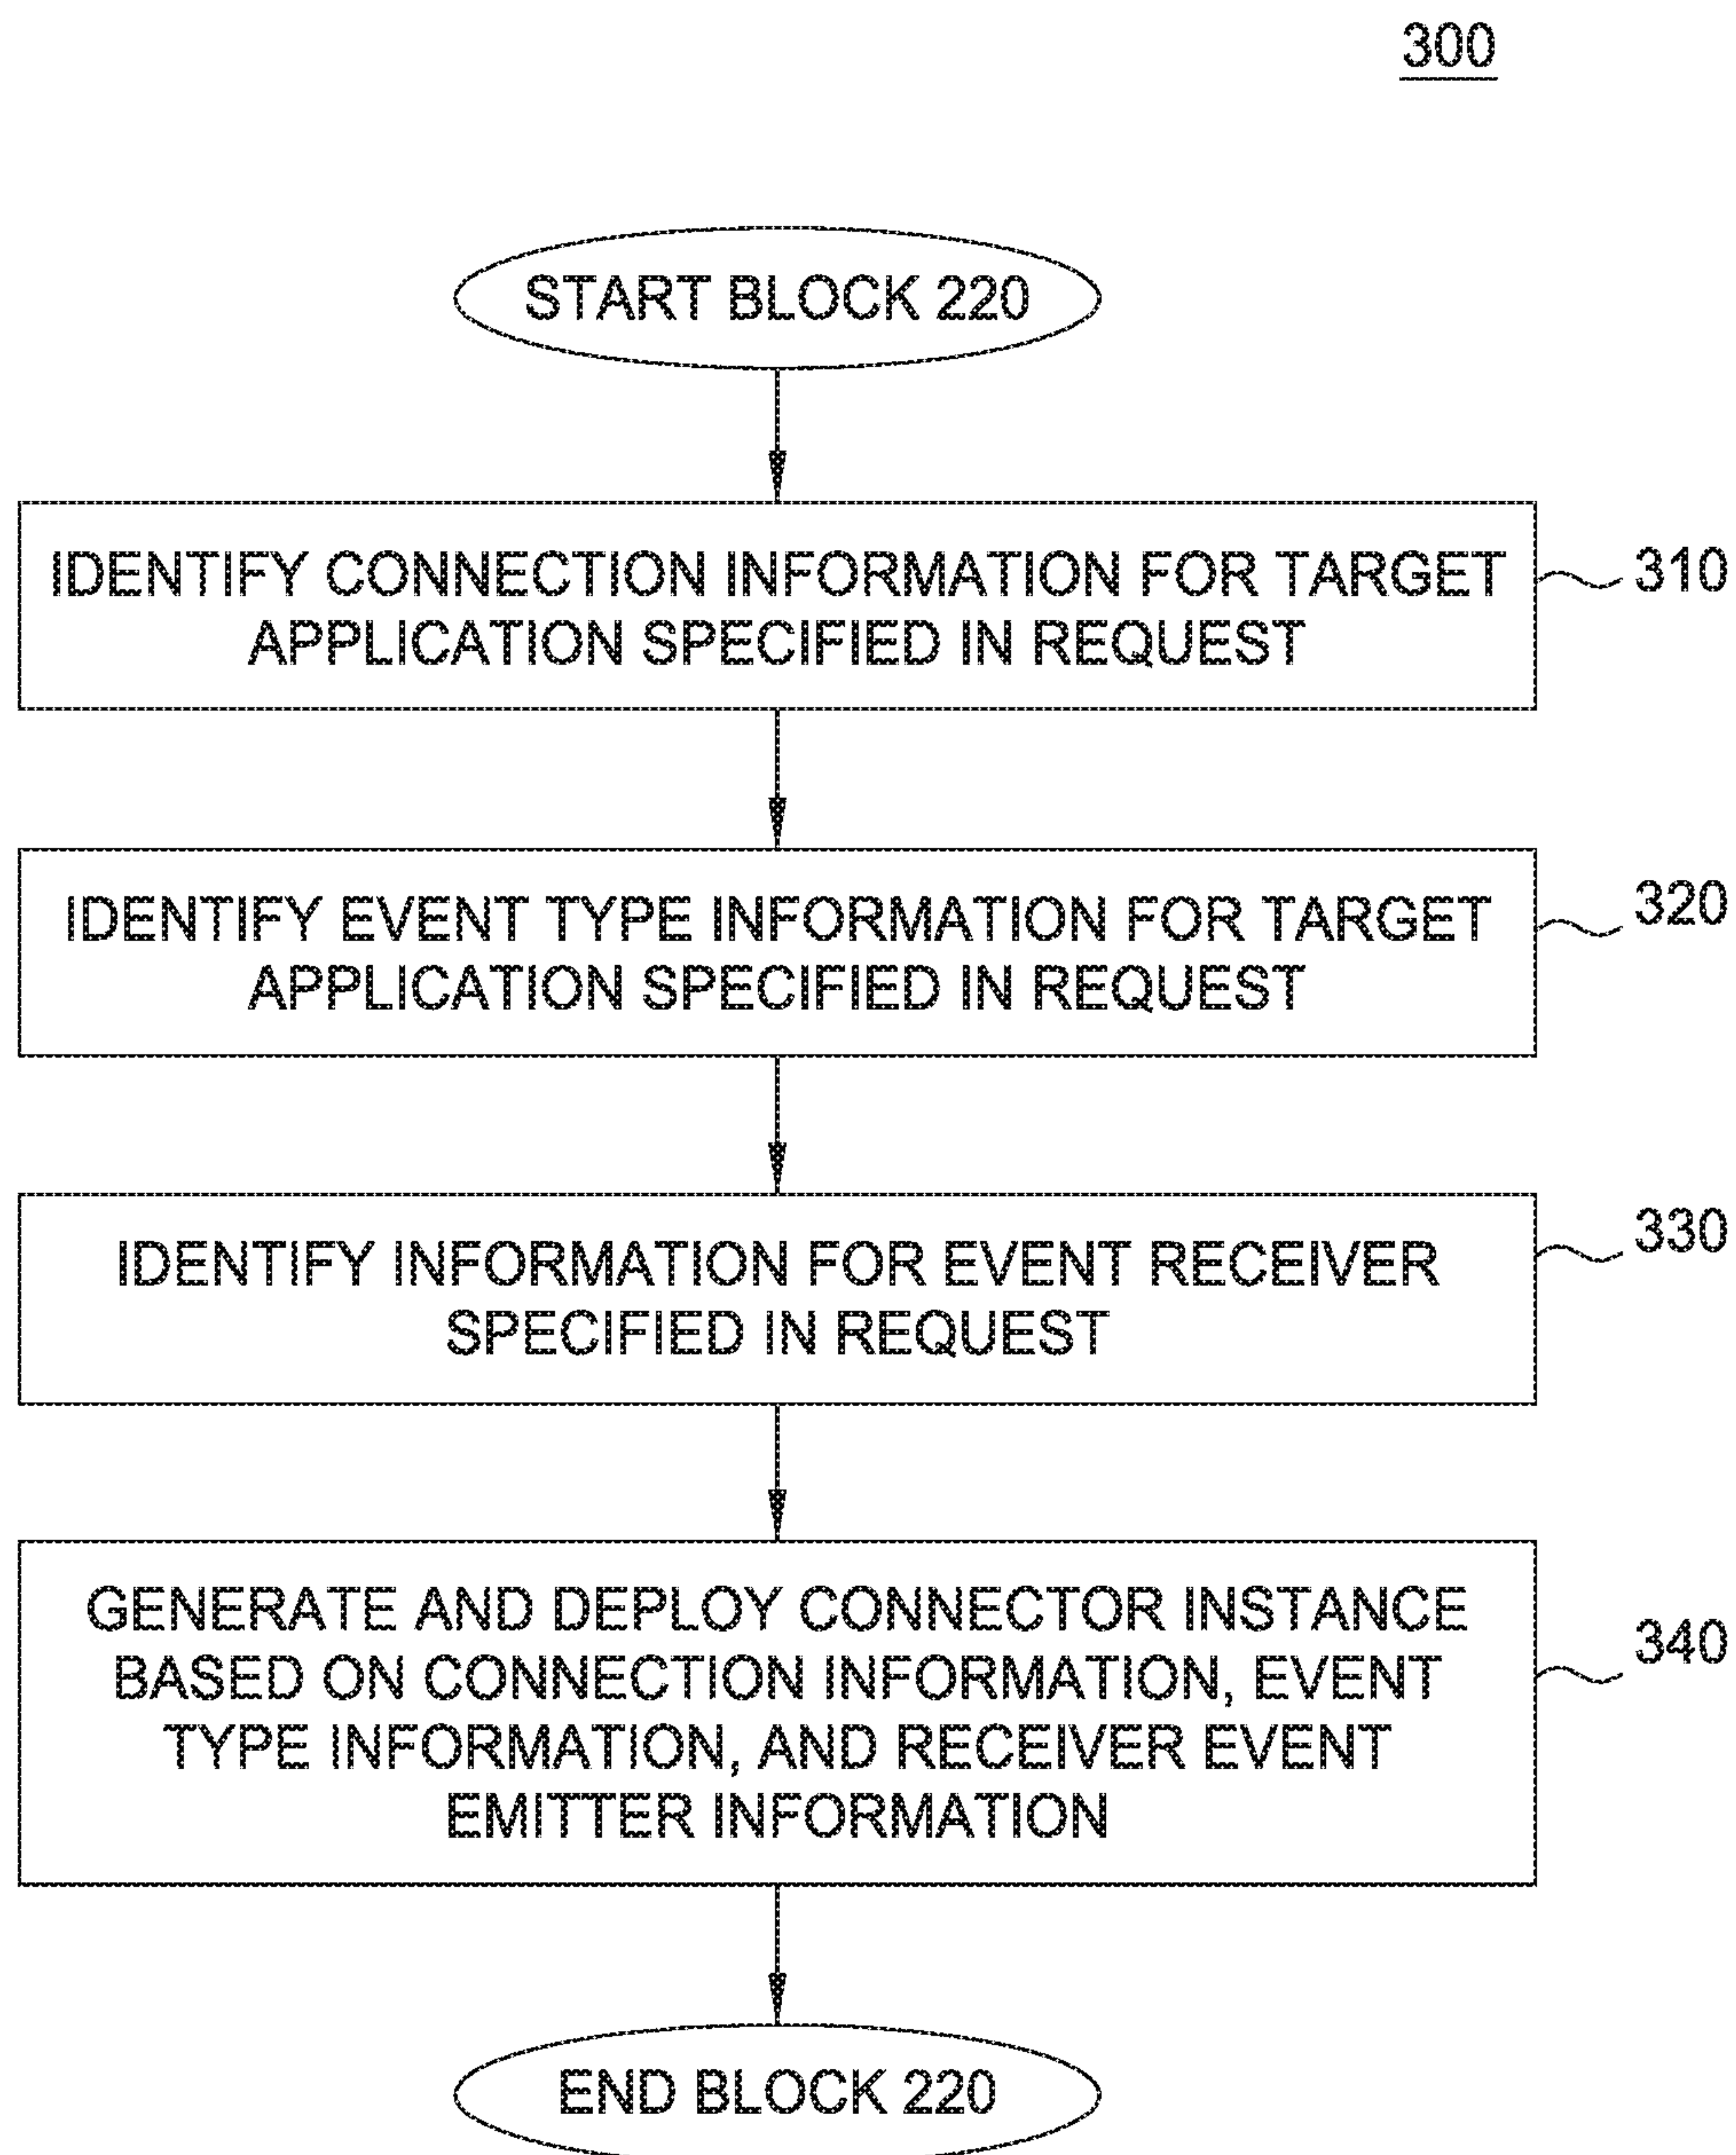 300
START BLOCK 220
IDENTIFY CONNECTION INFORMATION FOR TARGET
APPLICATION SPECIFIED IN REQUEST
310
IDENTIFY EVENT TYPE INFORMATION FOR TARGET
APPLICATION SPECIFIED IN REQUEST
320
IDENTIFY INFORMATION FOR EVENT RECEIVER
SPECIFIED IN REQUEST
330
GENERATE AND DEPLOY CONNECTOR INSTANCE
BASED ON CONNECTION INFORMATION, EVENT
TYPE INFORMATION, AND RECEIVER EVENT
EMITTER INFORMATION
340
END BLOCK 220